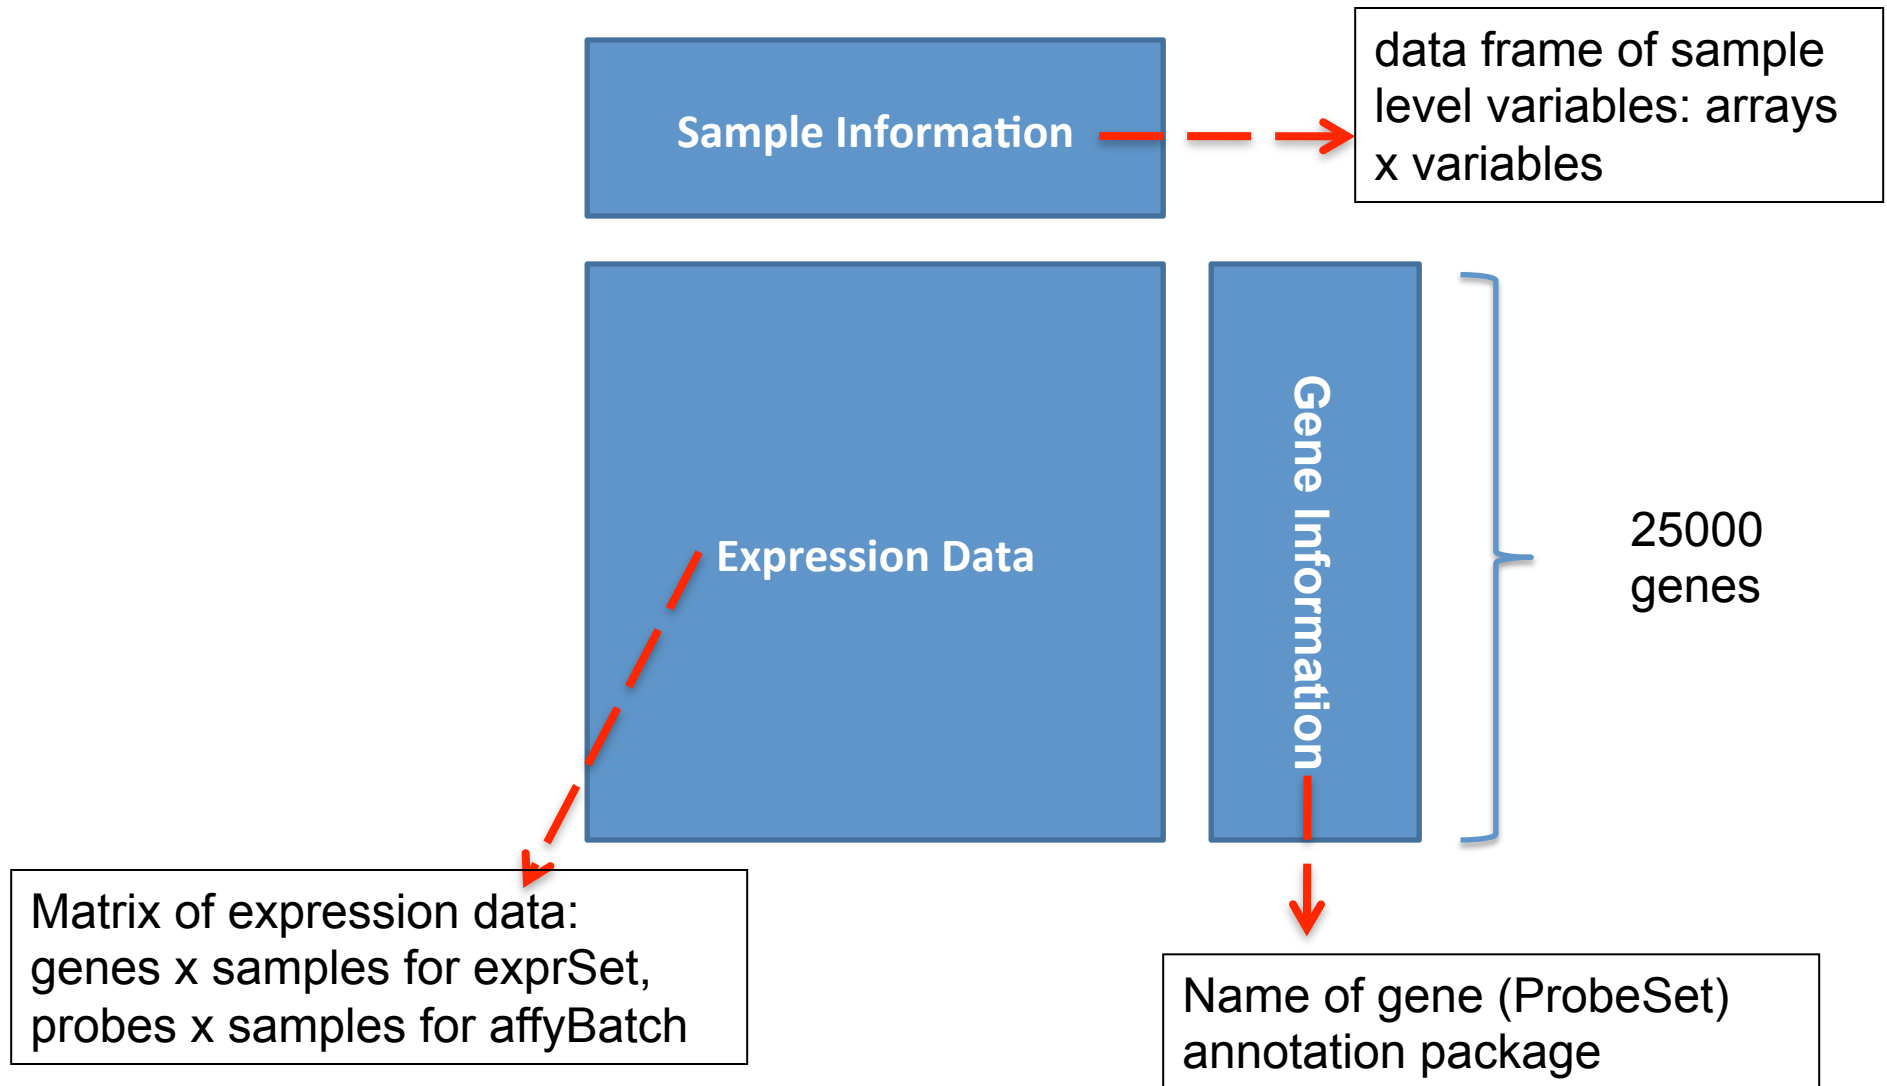 data frame of sample
level variables: arrays
x variables
Sample Information
Expression Data
Gene Information
25000
genes
Matrix of expression data:
genes x samples for exprSet,
probes x samples for affyBatch
Name of gene (ProbeSet)
annotation package